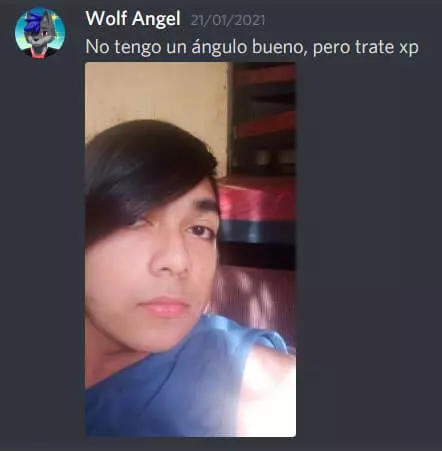 Wolf Angel 21/01/2021
No tengo un ángulo bueno, pero trate xp